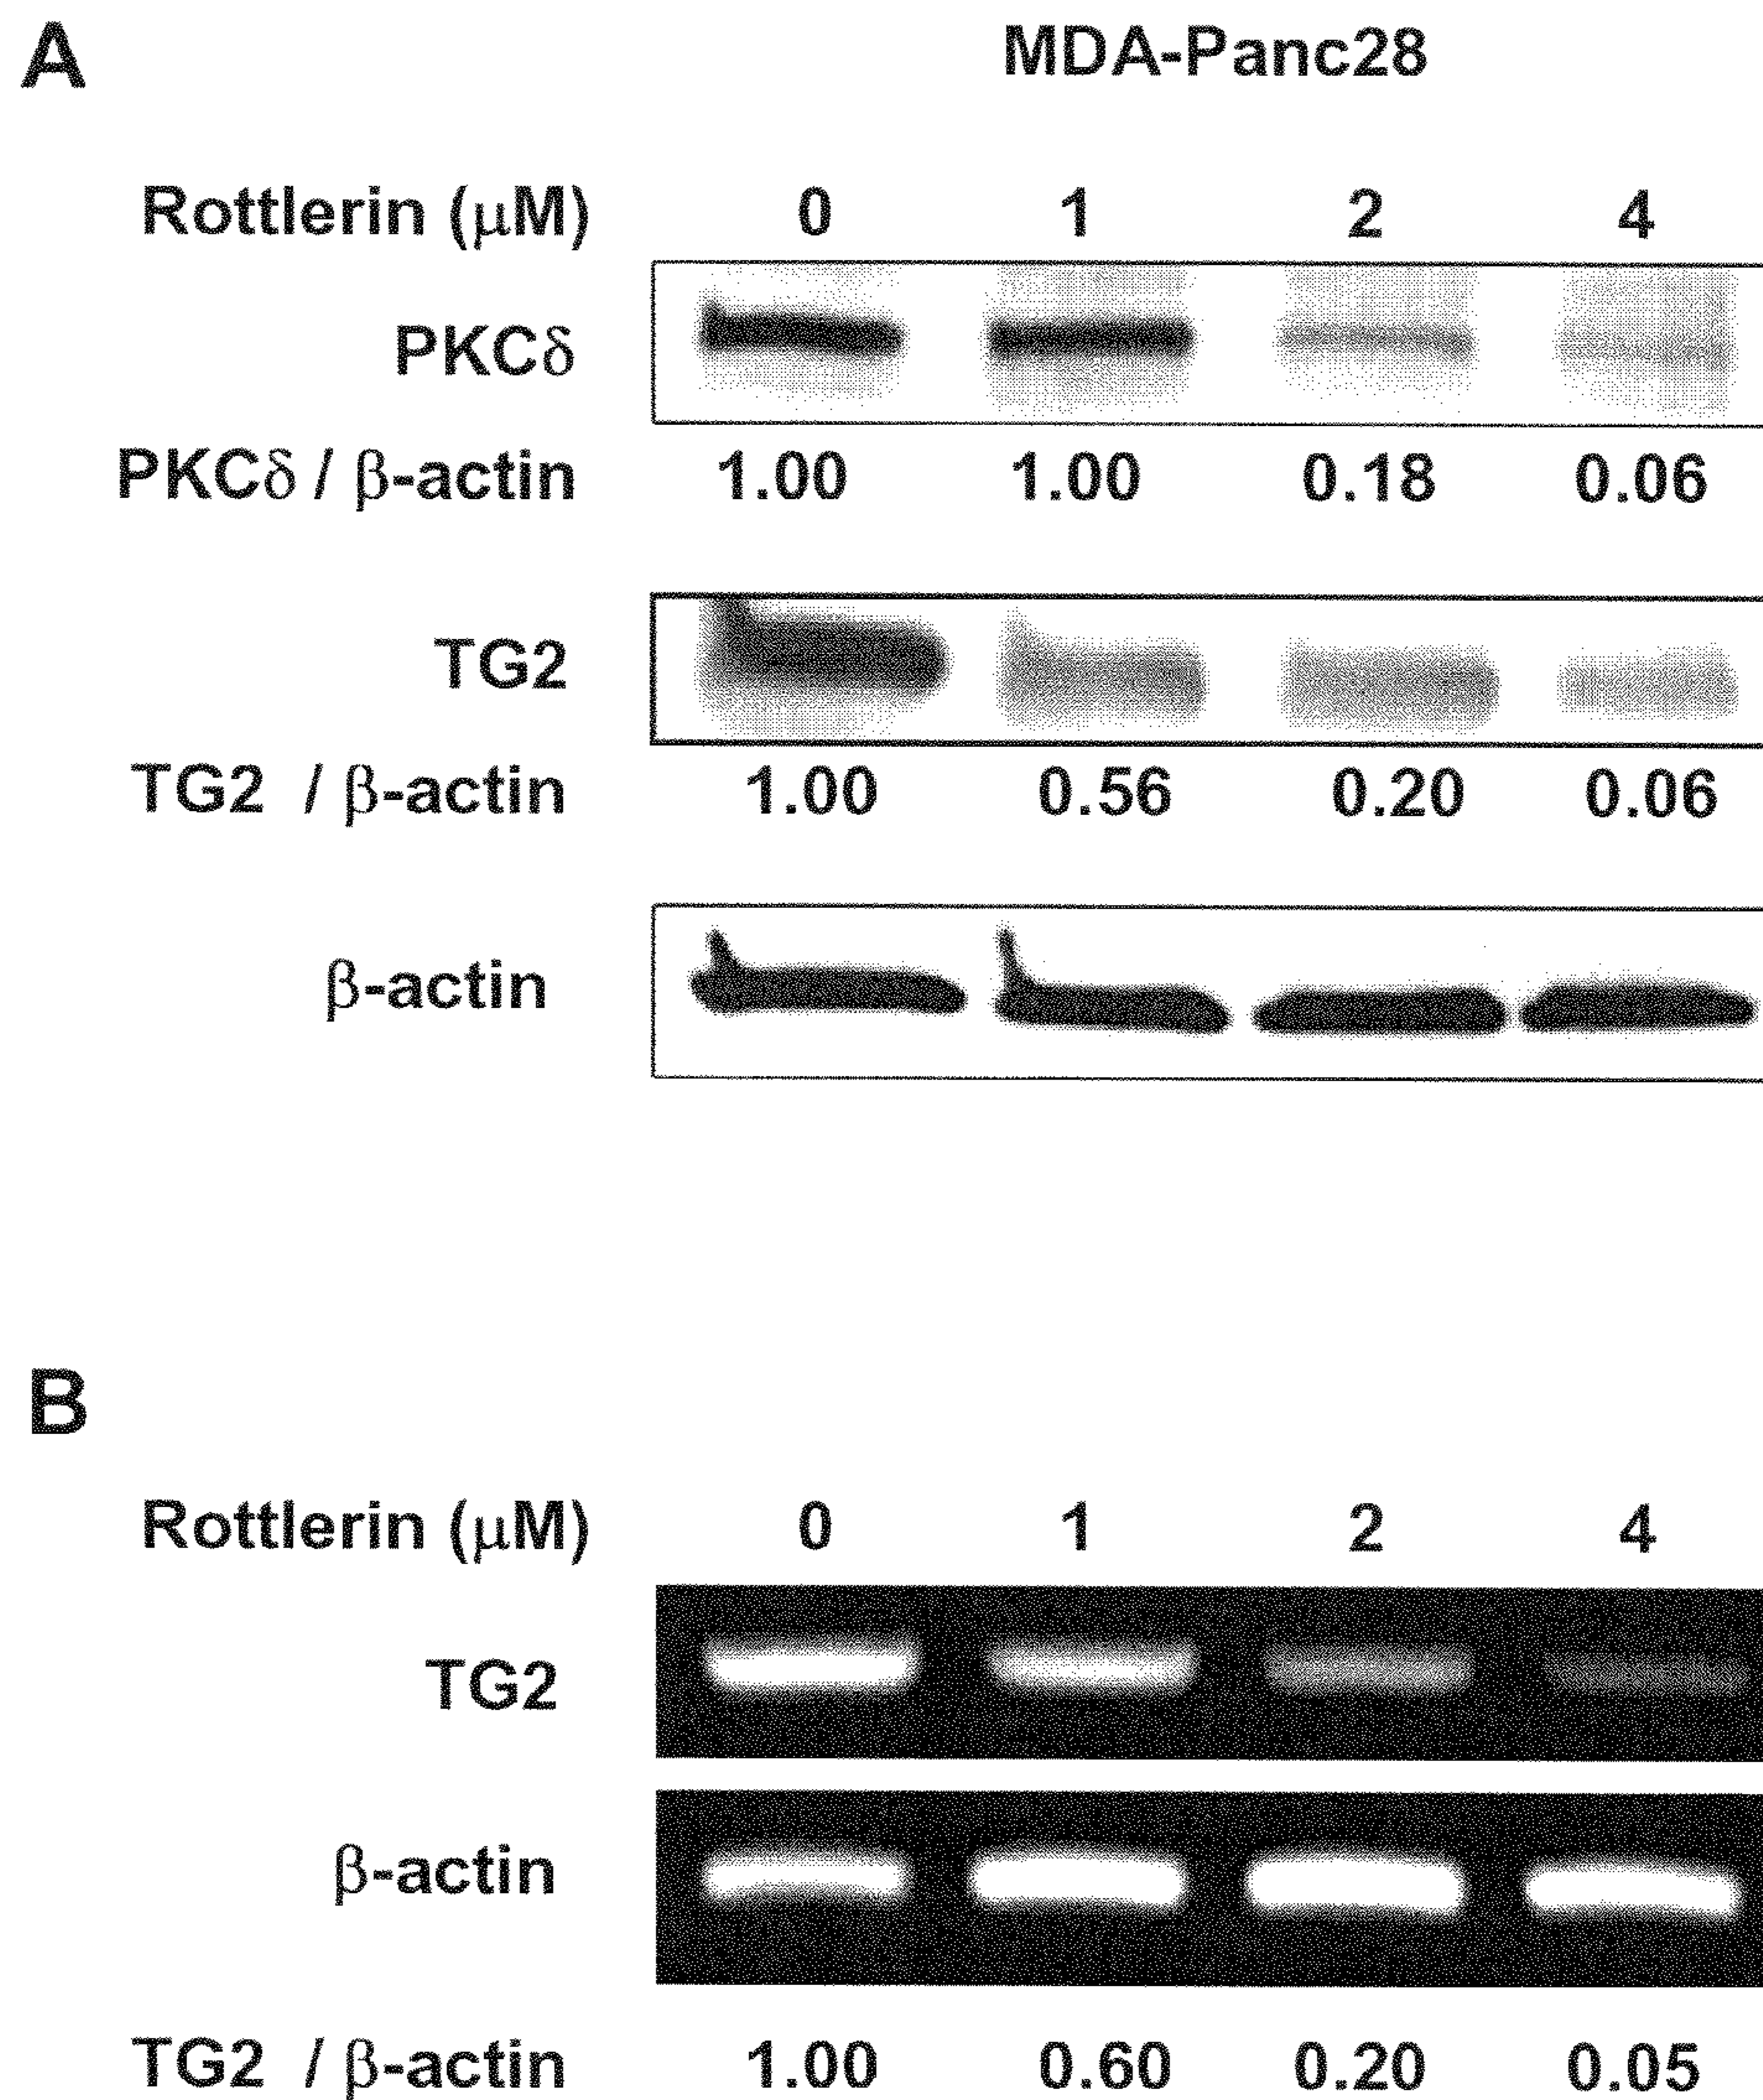 A
MDA-Panc28
Rottlerin (μM) 0 1 2 4
PKCδ
PKCδ / β-actin 1.00 1.00 0.18 0.06
TG2
TG2 / β-actin 1.00 0.56 0.20 0.06
β-actin
B
Rottlerin (μM) 0 1 2 4
TG2
β-actin
TG2 / β-actin 1.00 0.60 0.20 0.05